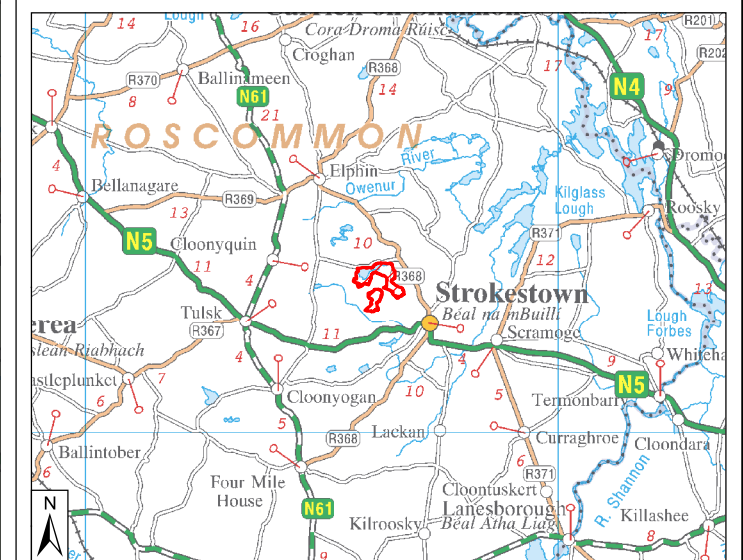 Lough
14
16
Cora Droma Rúisc
R201
17
Croghan
R202
R368
17
R370
Ballinameen
14
N4
9
8
N61
21
ROSCOMMON
River
Dromod
4
Elphin
Owenur
Bellanagare
Kilglass
Lough
R369
13
Roosky
R371
N5
10
Cloonyquin
11
4
12
R368
13
Strokestown
Béal na mBuillí
Tulsk
R367
Lough
Forbes
Scramoge
11
4
4
9
Whiteha
7
N5
10
6
Cloonyogan
5
Termonbarry
5
Lackan
Curraghroe
Cloondara
R368
Ballintober
6
6
Four Mile
House
R371
Cloontuskert
R. Shannon
N61
Lanesborough
Killashee
N
Kilroosky
Béal Atha Liag
8
9